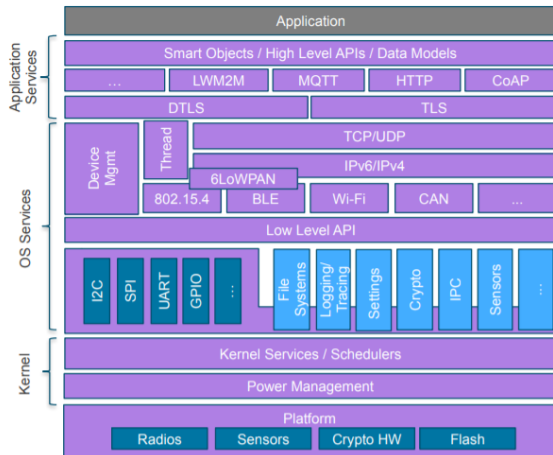 Application
Application
Services
Smart Objects / High Level APIs / Data Models
... LWM2M MQTT HTTP CoAP
DTLS TLS
OS Services
Device
Mgmt
Thread
TCP/UDP
IPv6/IPv4
6LoWPAN
802.15.4 BLE Wi-Fi CAN ...
Low Level API
I2C SPI UART GPIO ...
File
Systems
Logging/
Tracing
Settings Crypto IPC Sensors ...
Kernel
Kernel Services / Schedulers
Power Management
Platform
Radios Sensors Crypto HW Flash